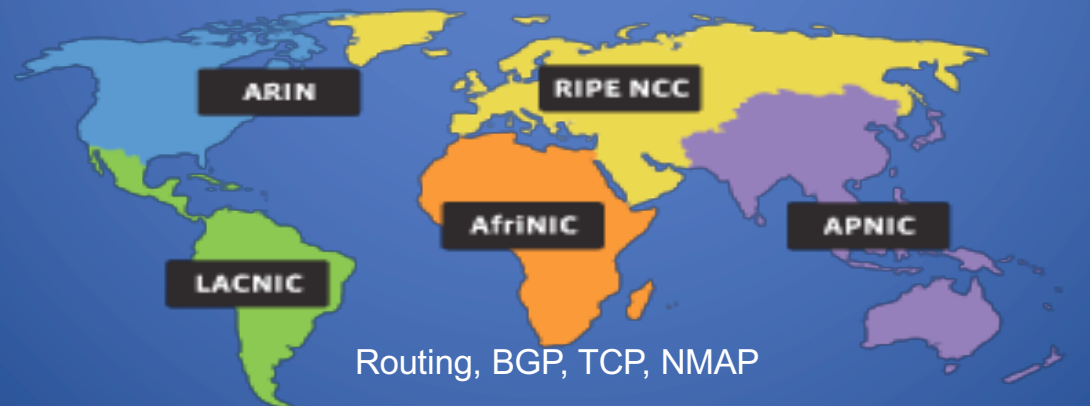 ARIN
RIPE NCC
AfriNIC
APNIC
LACNIC
Routing, BGP, TCP, NMAP